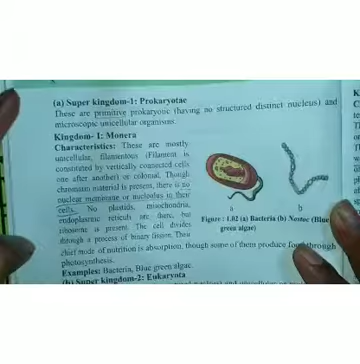 (a) Super kingdom-1: Prokaryotae
These are primitive prokaryotic (having no structured distinct nucleus) and
microscopic unicellular organisms.
Kingdom- 1: Monera
Characteristics: These are mostly
unicellular, filamentous (Filament is
constituted by vertically connected cells
one after another) or colonial. Though
chromatin material is present, there is no
nuclear membrane or nucleolus in their
cells. No plastids, mitochondria,
endoplasmic reticula are there, but
ribosome is present. The cell divides
through a process of binary fission. Their
chief mode of nutrition is absorption, though some of them produce food through
photosynthesis.
Examples: Bacteria, Blue green algae.
(b) Super kingdom-2: Eukaryota
a
b
Figure : 1.02 (a) Bacteria (b) Nostoc (Blue
green algae)